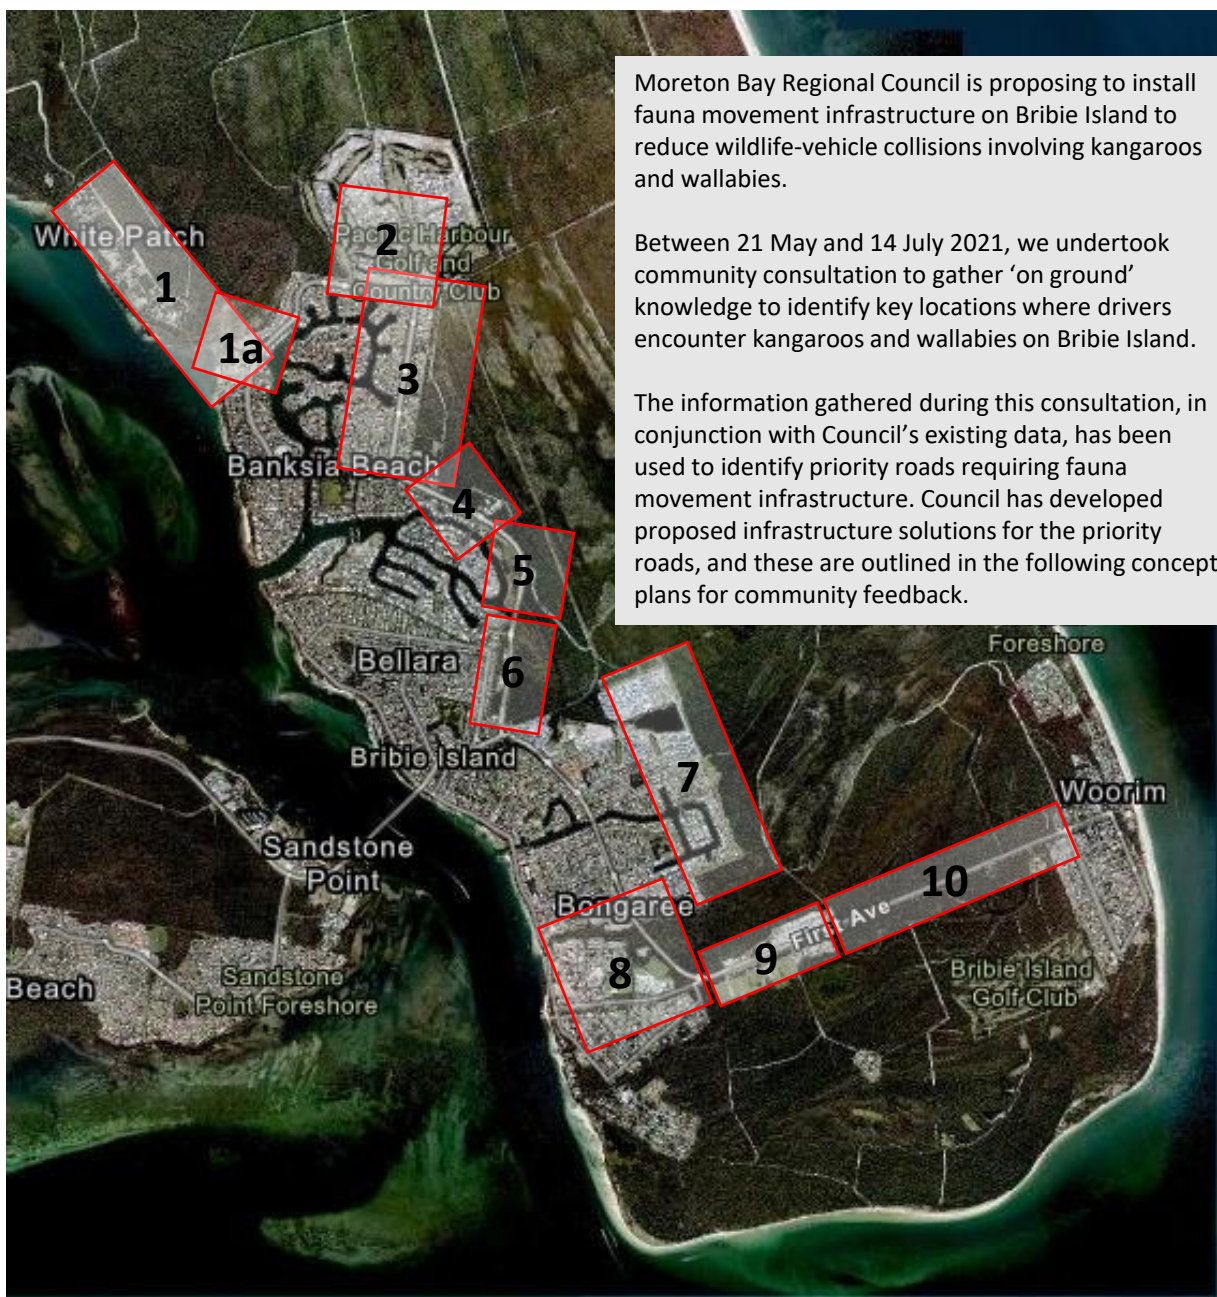 Moreton Bay Regional Council is proposing to install
fauna movement infrastructure on Bribie Island to
reduce wildlife-vehicle collisions involving kangaroos
and wallabies.
Between 21 May and 14 July 2021, we undertook
community consultation to gather ‘on ground’
knowledge to identify key locations where drivers
encounter kangaroos and wallabies on Bribie Island.
The information gathered during this consultation, in
conjunction with Council’s existing data, has been
used to identify priority roads requiring fauna
movement infrastructure. Council has developed
proposed infrastructure solutions for the priority
roads, and these are outlined in the following concept
plans for community feedback.
White Patch
1
1a
2
Pacific Harbour
Golf and
Country Club
3
Banksia Beach
4
5
Bellara
6
Foreshore
Bribie Island
7
Woorim
Sandstone
Point
10
Bongaree
First Ave
9
8
Bribie Island
Golf Club
Beach
Sandstone
Point Foreshore